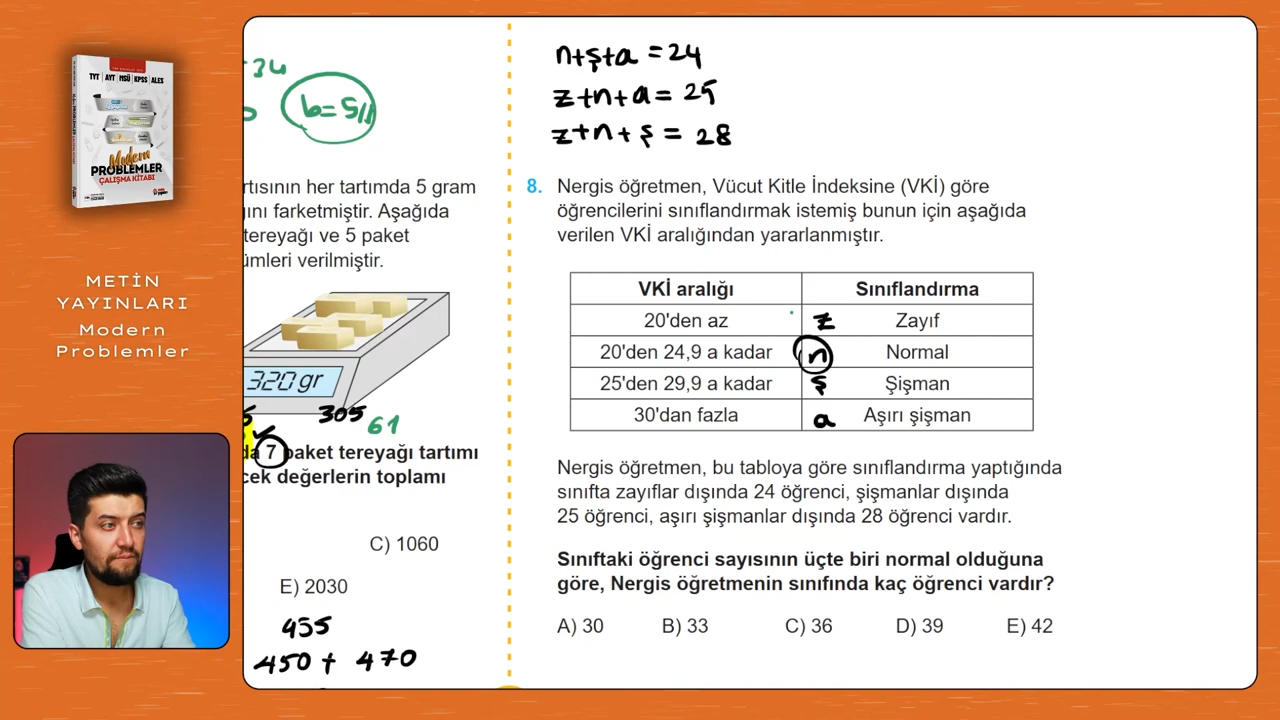 TYT AYT MSÜ KPSS ALES
Modern
PROBLEMLER
ÇALIŞMA KİTABI
METİN
YAYINLARI
Modern
Problemler
34
b=5//
rtısının her tartımda 5 gram
ğını farketmiştir. Aşağıda
tereyağı ve 5 paket
ümleri verilmiştir.
320 gr
305
61
da 7 paket tereyağı tartımı
cek değerlerin toplamı
C) 1060
E) 2030
455
450 + 470
n+ş+a = 24
z+n+a = 25
z+n+ş = 28
8. Nergis öğretmen, Vücut Kitle İndeksine (VKİ) göre
öğrencilerini sınıflandırmak istemiş bunun için aşağıda
verilen VKİ aralığından yararlanmıştır.
VKİ aralığı Sınıflandırma
20'den az z Zayıf
20'den 24,9 a kadar n Normal
25'den 29,9 a kadar ş Şişman
30'dan fazla a Aşırı şişman
Nergis öğretmen, bu tabloya göre sınıflandırma yaptığında
sınıfta zayıflar dışında 24 öğrenci, şişmanlar dışında
25 öğrenci, aşırı şişmanlar dışında 28 öğrenci vardır.
Sınıftaki öğrenci sayısının üçte biri normal olduğuna
göre, Nergis öğretmenin sınıfında kaç öğrenci vardır?
A) 30 B) 33 C) 36 D) 39 E) 42